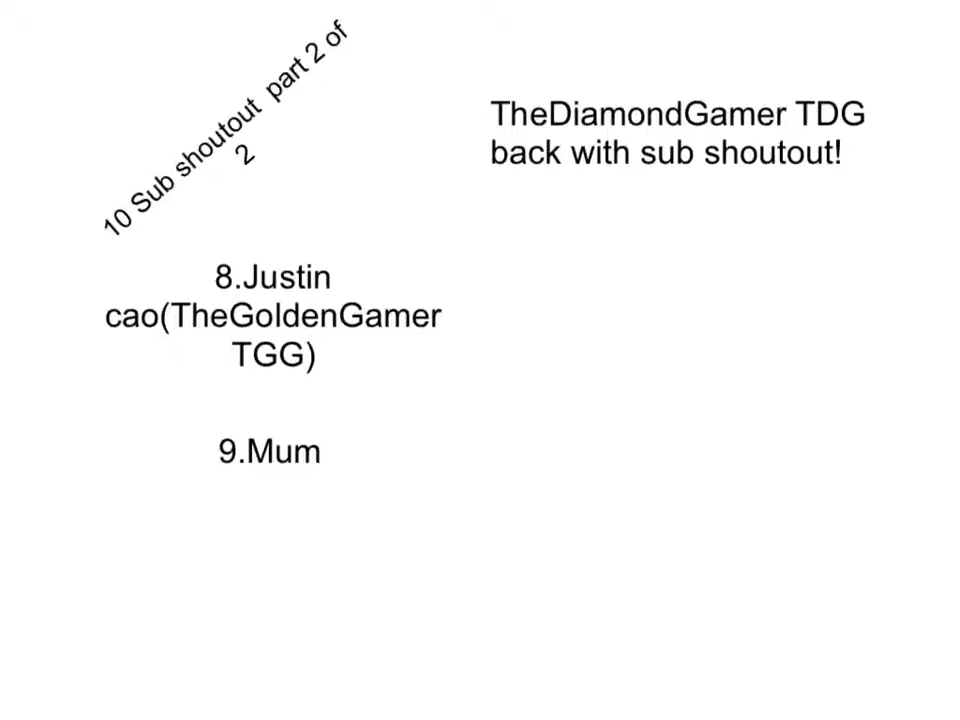 10 Sub shoutout part 2 of
2
TheDiamondGamer TDG
back with sub shoutout!
8.Justin
cao(TheGoldenGamer
TGG)
9.Mum